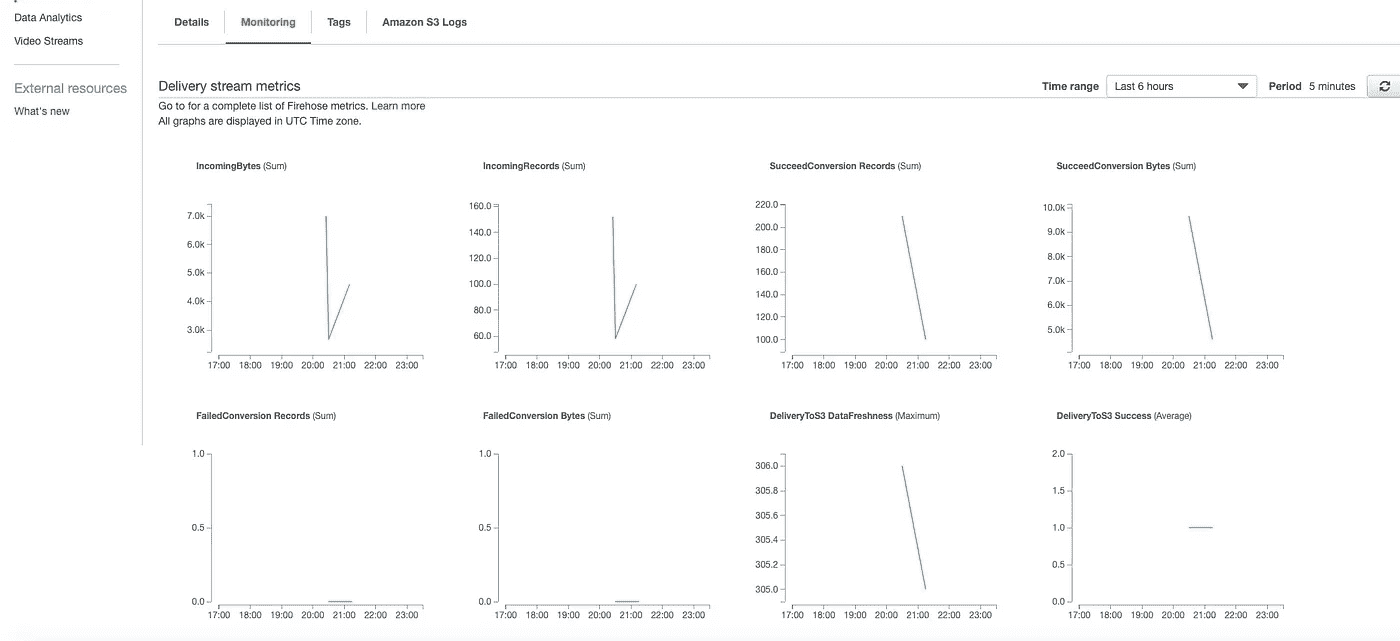 Data Analytics
Video Streams
External resources
What's new
Details Monitoring Tags Amazon S3 Logs
Delivery stream metrics
Time range Last 6 hours Period 5 minutes
Go to for a complete list of Firehose metrics. Learn more
All graphs are displayed in UTC Time zone.
IncomingBytes (Sum)
7.0k
6.0k
5.0k
4.0k
3.0k
17:00 18:00 19:00 20:00 21:00 22:00 23:00
IncomingRecords (Sum)
160.0
140.0
120.0
100.0
80.0
60.0
17:00 18:00 19:00 20:00 21:00 22:00 23:00
SucceedConversion Records (Sum)
220.0
200.0
180.0
160.0
140.0
120.0
100.0
17:00 18:00 19:00 20:00 21:00 22:00 23:00
SucceedConversion Bytes (Sum)
10.0k
9.0k
8.0k
7.0k
6.0k
5.0k
17:00 18:00 19:00 20:00 21:00 22:00 23:00
FailedConversion Records (Sum)
1.0
0.5
0.0
17:00 18:00 19:00 20:00 21:00 22:00 23:00
FailedConversion Bytes (Sum)
1.0
0.5
0.0
17:00 18:00 19:00 20:00 21:00 22:00 23:00
DeliveryToS3 DataFreshness (Maximum)
306.0
305.8
305.6
305.4
305.2
305.0
17:00 18:00 19:00 20:00 21:00 22:00 23:00
DeliveryToS3 Success (Average)
2.0
1.5
1.0
0.5
0.0
17:00 18:00 19:00 20:00 21:00 22:00 23:00